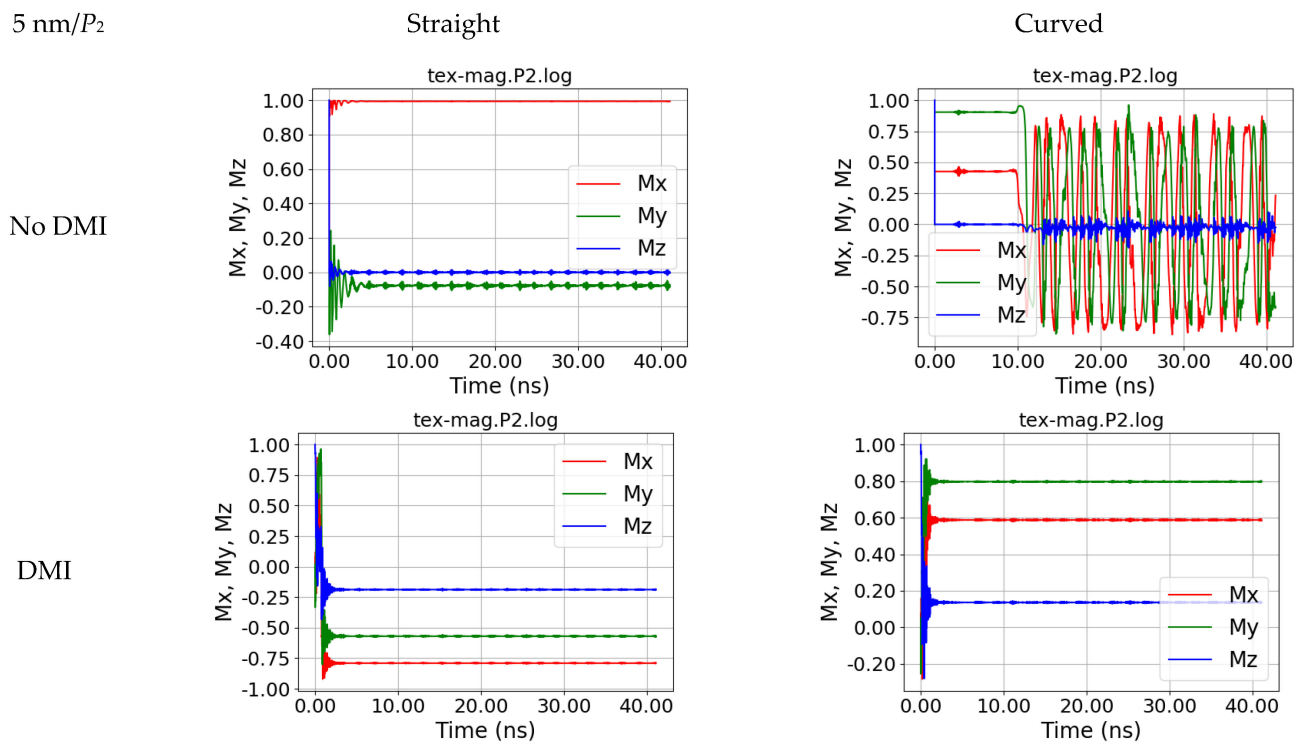 5 nm/P2 Straight Curved
No DMI
tex-mag.P2.log
Mx, My, Mz
1.00
0.80
0.60
0.40
0.20
0.00
-0.20
-0.40
Mx
My
Mz
0.00 10.00 20.00 30.00 40.00
Time (ns)
tex-mag.P2.log
Mx, My, Mz
1.00
0.75
0.50
0.25
0.00
-0.25
-0.50
-0.75
Mx
My
Mz
0.00 10.00 20.00 30.00 40.00
Time (ns)
DMI
tex-mag.P2.log
Mx, My, Mz
1.00
0.75
0.50
0.25
0.00
-0.25
-0.50
-0.75
-1.00
Mx
My
Mz
0.00 10.00 20.00 30.00 40.00
Time (ns)
tex-mag.P2.log
Mx, My, Mz
1.00
0.80
0.60
0.40
0.20
0.00
-0.20
Mx
My
Mz
0.00 10.00 20.00 30.00 40.00
Time (ns)